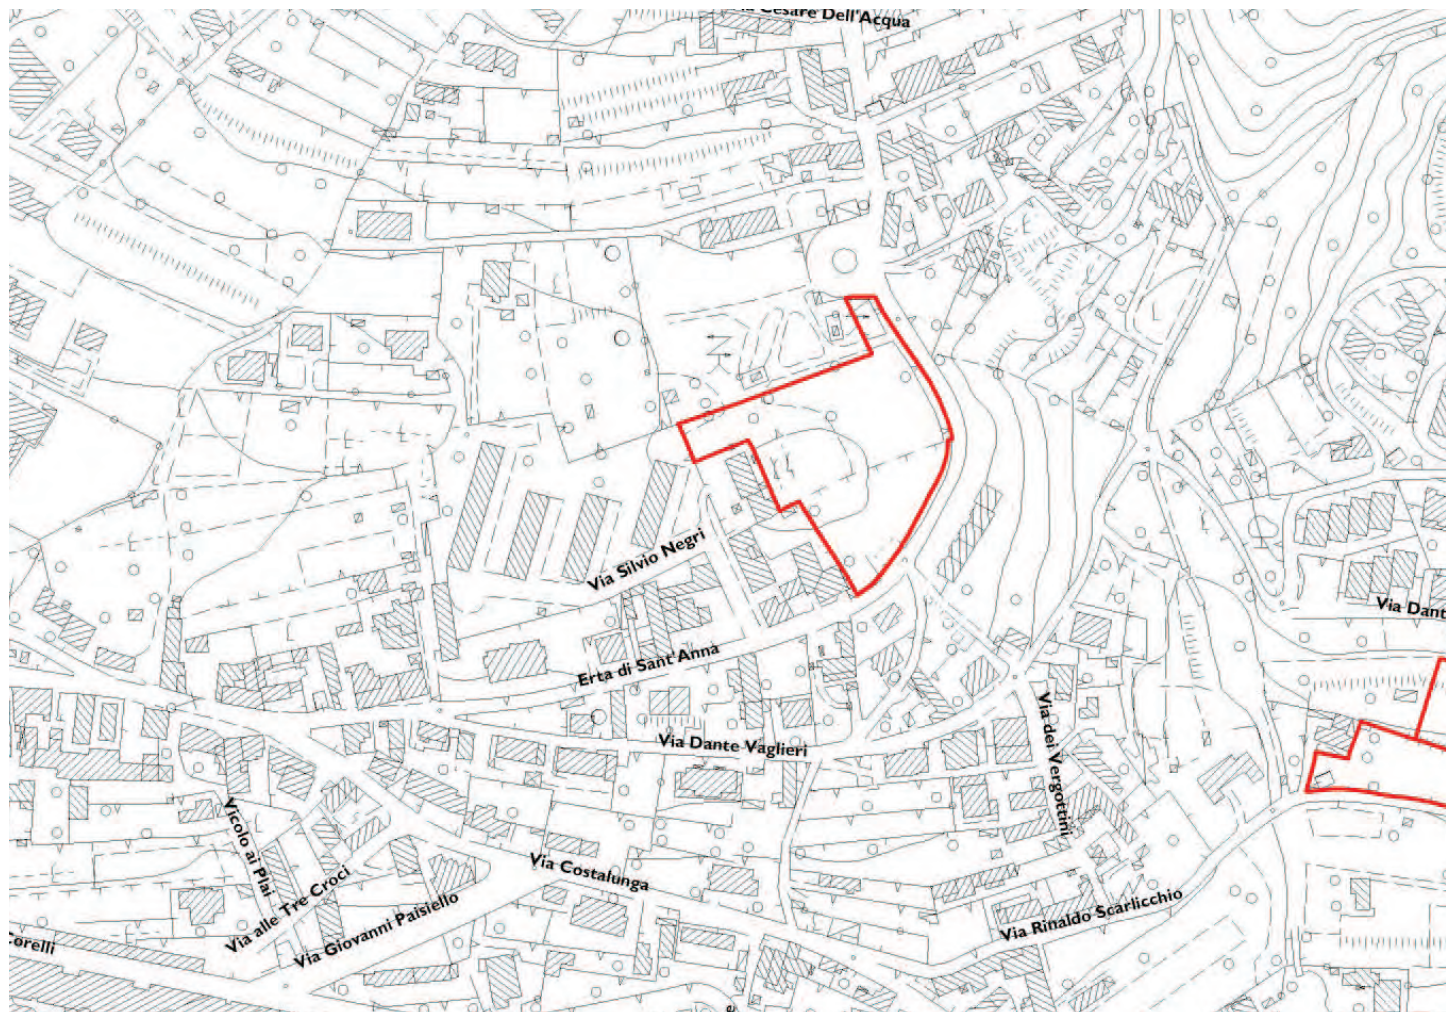 Cesare Dell'Acqua
Via Silvio Negri
Via Dant
Erta di Sant'Anna
Via dei Vergottini
Via Dante Vaglieri
Vicolo ai Plai
Via Costalunga
Via alle Tre Croci
Via Giovanni Paisiello
Via Rinaldo Scarlicchio
orelli